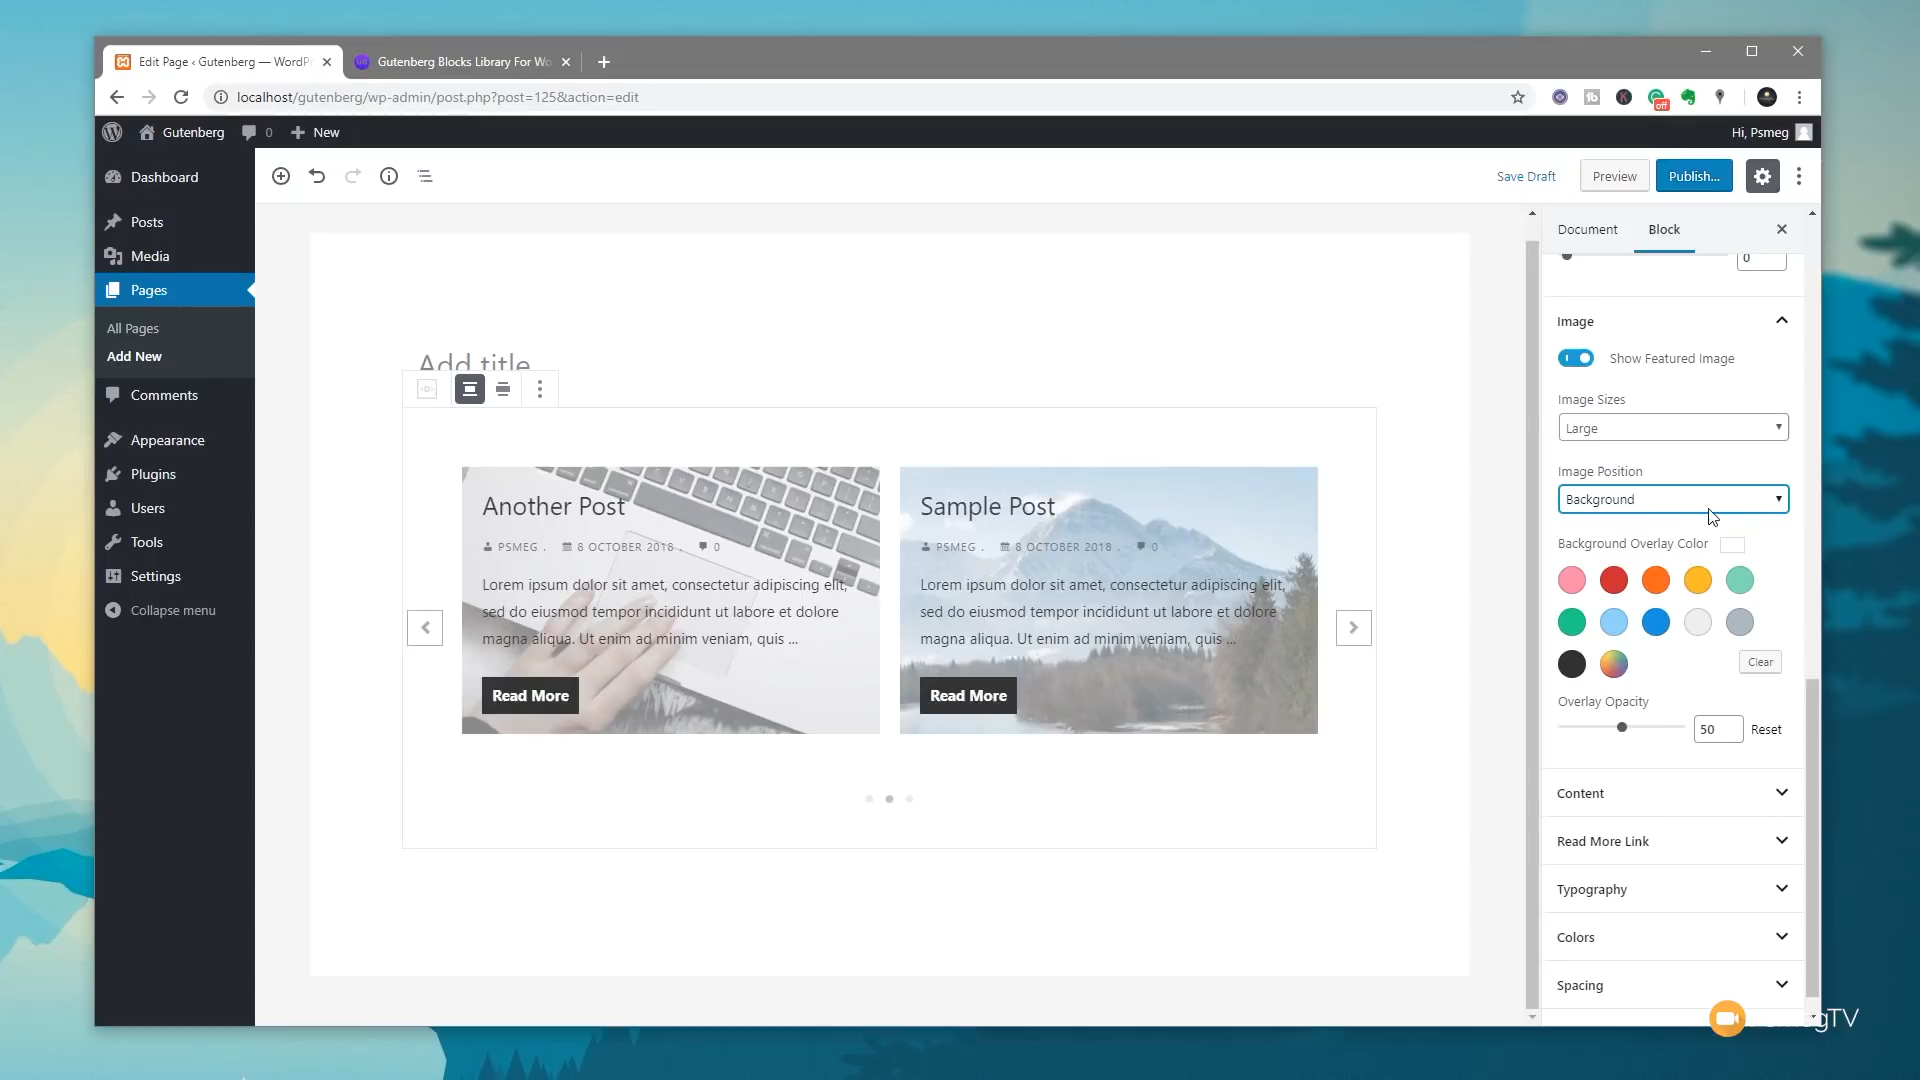 Edit Page ‹ Gutenberg — WordPr
Gutenberg Blocks Library For Wo
localhost/gutenberg/wp-admin/post.php?post=125&action=edit
off
Gutenberg
0
New
Hi, Psmeg
Dashboard
Posts
Media
Pages
All Pages
Add New
Comments
Appearance
Plugins
Users
Tools
Settings
Collapse menu
Save Draft
Preview
Publish...
Add title
Another Post
PSMEG .
8 OCTOBER 2018 .
0
Lorem ipsum dolor sit amet, consectetur adipiscing elit,
sed do eiusmod tempor incididunt ut labore et dolore
magna aliqua. Ut enim ad minim veniam, quis ...
Read More
Sample Post
PSMEG .
8 OCTOBER 2018 .
0
Lorem ipsum dolor sit amet, consectetur adipiscing elit,
sed do eiusmod tempor incididunt ut labore et dolore
magna aliqua. Ut enim ad minim veniam, quis ...
Read More
Document
Block
0
Image
Show Featured Image
Image Sizes
Large
Image Position
Background
Background Overlay Color
Clear
Overlay Opacity
50
Reset
Content
Read More Link
Typography
Colors
Spacing